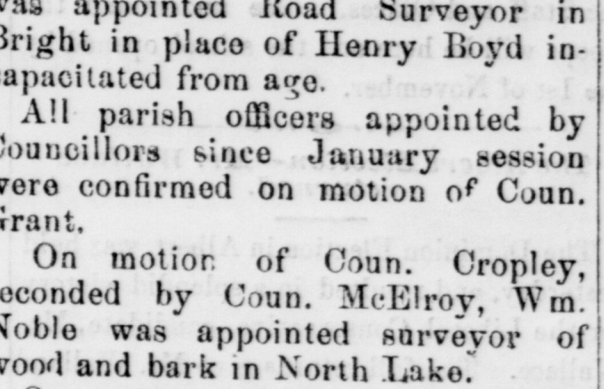 was appointed Road Surveyor in
Bright in place of Henry Boyd in-
capacitated from age.
All parish officers appointed by
Councillors since January session
were confirmed on motion of Coun.
Grant.
On motion of Coun. Cropley,
seconded by Coun. McElroy, Wm.
Noble was appointed surveyor of
wood and bark in North Lake.